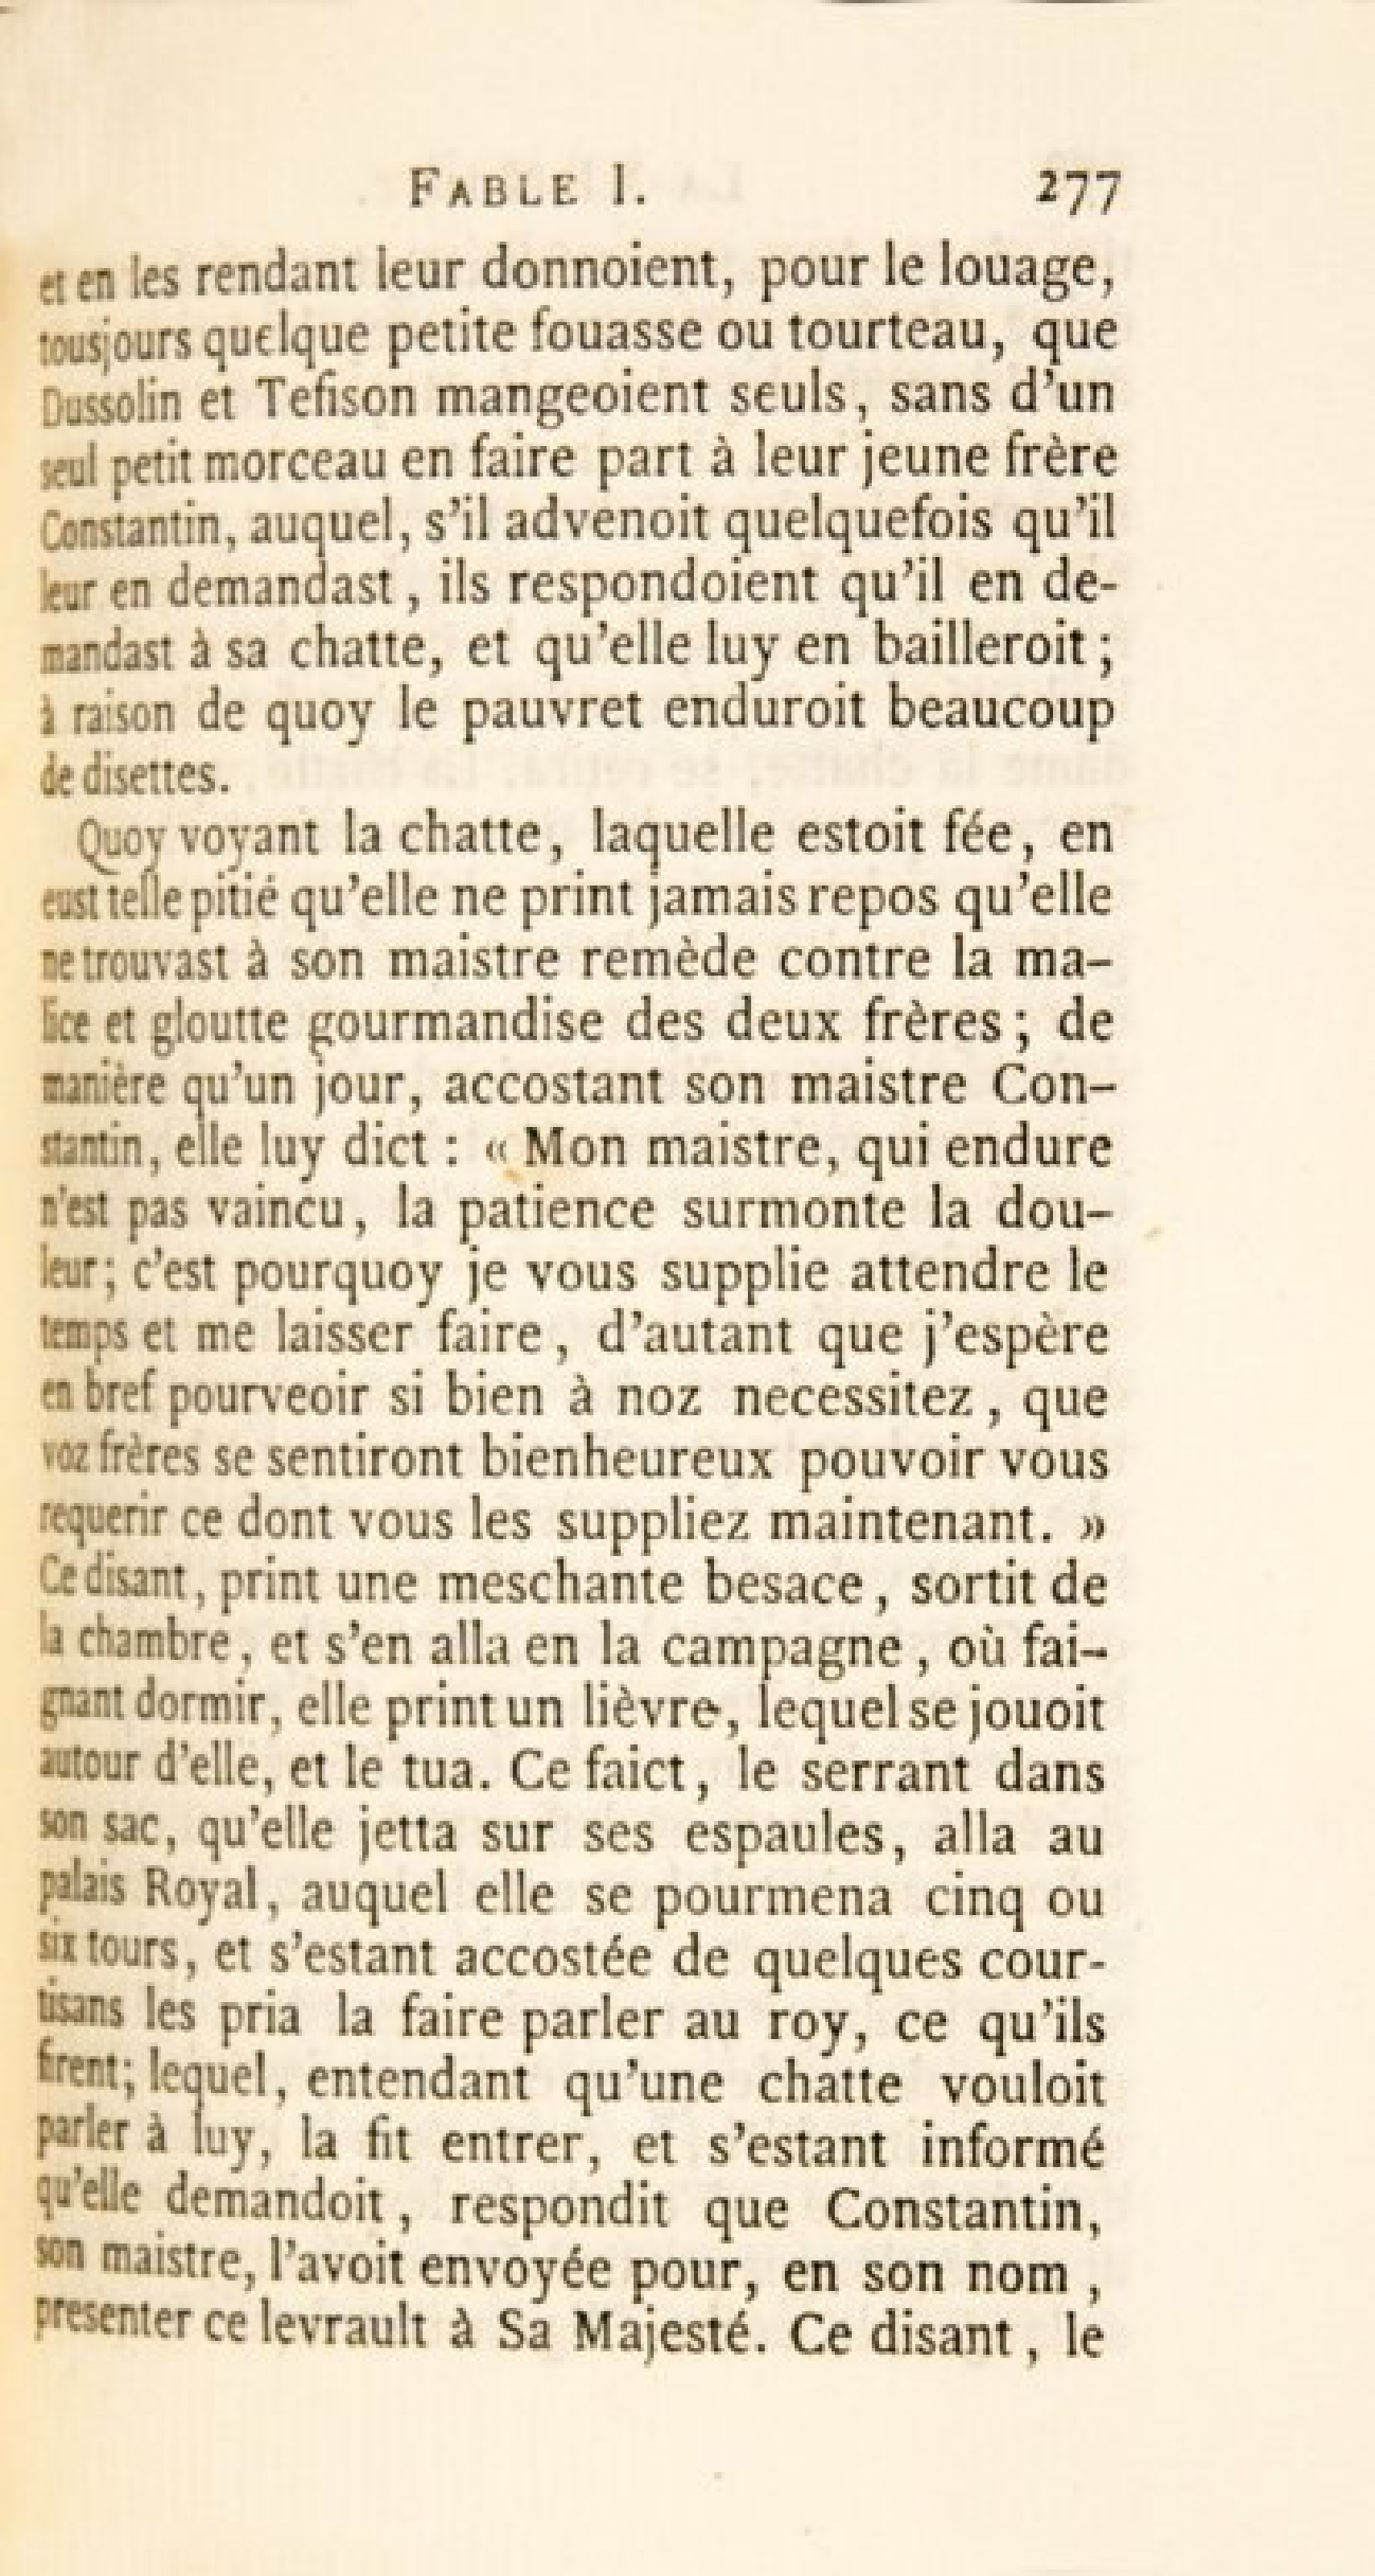 FABLE I. 277
et en les rendant leur donnoient, pour le louage,
tousjours quelque petite fouasse ou tourteau, que
Dussolin et Tefison mangeoient seuls, sans d'un
seul petit morceau en faire part à leur jeune frère
Constantin, auquel, s'il advenoit quelquefois qu'il
leur en demandast, ils respondoient qu'il en de-
mandast à sa chatte, et qu'elle luy en bailleroit;
à raison de quoy le pauvret enduroit beaucoup
de disettes.
Quoy voyant la chatte, laquelle estoit fée, en
eust telle pitié qu'elle ne print jamais repos qu'elle
ne trouvast à son maistre remède contre la ma-
lice et gloutte gourmandise des deux frères; de
manière qu'un jour, accostant son maistre Con-
stantin, elle luy dict : « Mon maistre, qui endure
n'est pas vaincu, la patience surmonte la dou-
leur; c'est pourquoy je vous supplie attendre le
temps et me laisser faire, d'autant que j'espère
en bref pourveoir si bien à noz necessitez, que
voz frères se sentiront bienheureux pouvoir vous
requerir ce dont vous les suppliez maintenant. »
Ce disant, print une meschante besace, sortit de
la chambre, et s'en alla en la campagne, où fai-
gnant dormir, elle print un lièvre, lequel se jouoit
autour d'elle, et le tua. Ce faict, le serrant dans
son sac, qu'elle jetta sur ses espaules, alla au
palais Royal, auquel elle se pourmena cinq ou
six tours, et s'estant accostée de quelques cour-
tisans les pria la faire parler au roy, ce qu'ils
firent; lequel, entendant qu'une chatte vouloit
parler à luy, la fit entrer, et s'estant informé
qu'elle demandoit, respondit que Constantin,
son maistre, l'avoit envoyée pour, en son nom,
presenter ce levrault à Sa Majesté. Ce disant, le